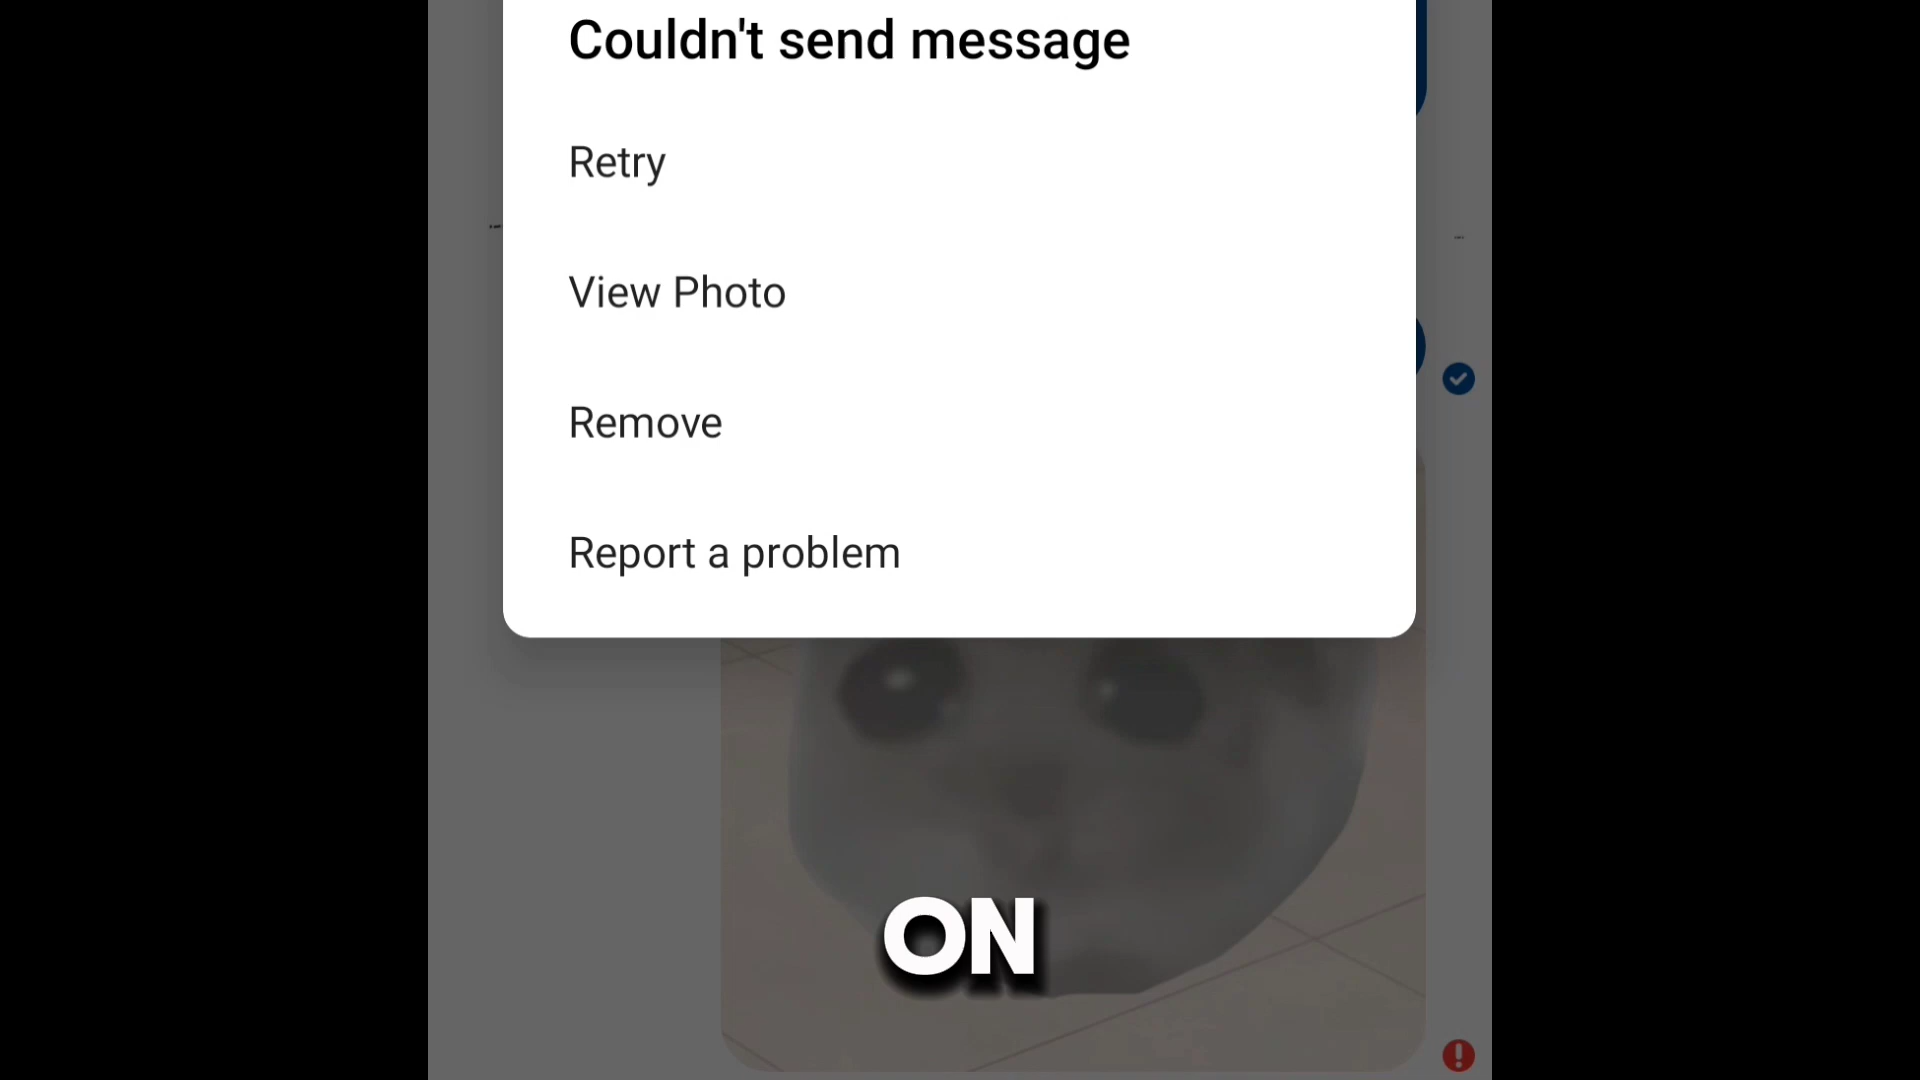 Couldn't send message
Retry
View Photo
Remove
Report a problem
ON